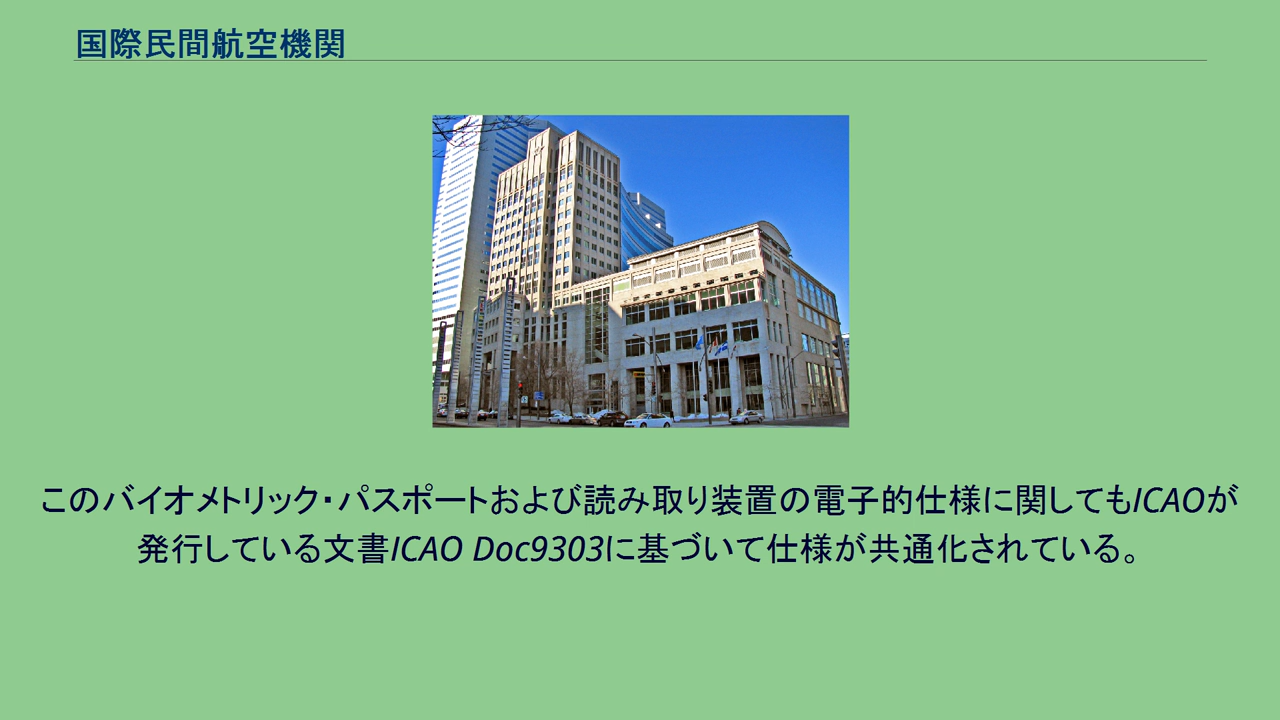 国際民間航空機関
このバイオメトリック・パスポートおよび読み取り装置の電子的仕様に関してもICAOが
発行している文書ICAO Doc9303に基づいて仕様が共通化されている。